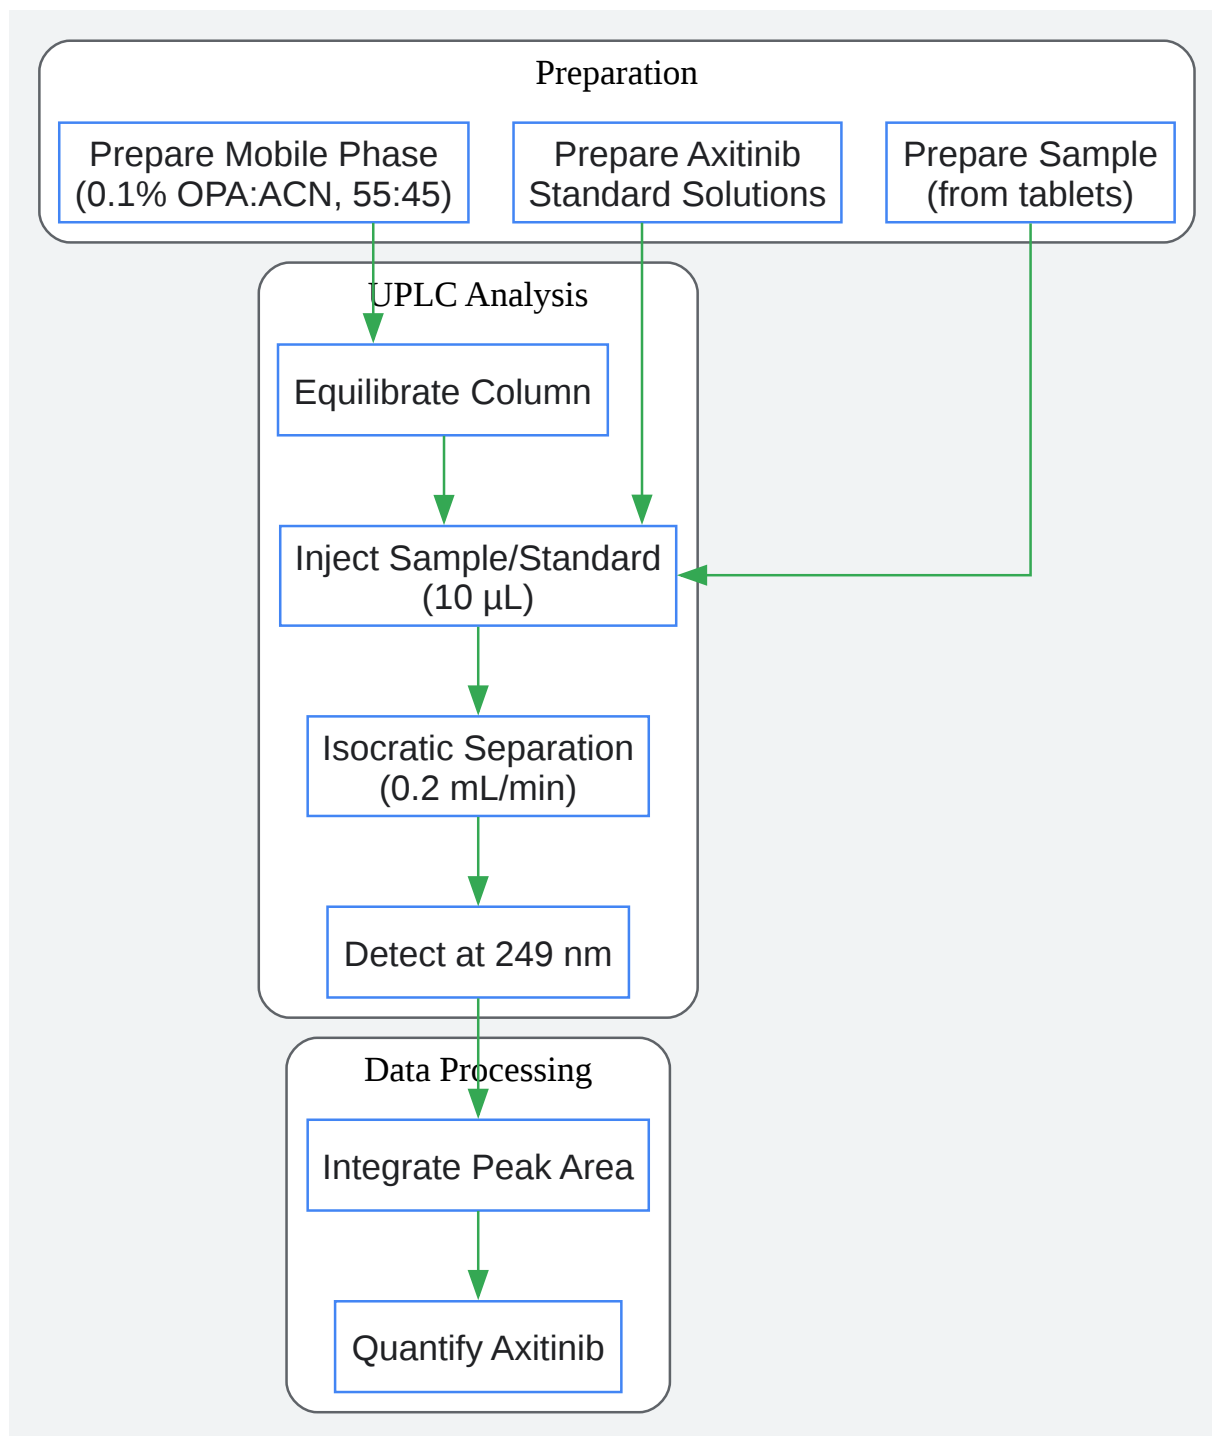 Preparation
Prepare Mobile Phase
(0.1% OPA:ACN, 55:45)
Prepare Axitinib
Standard Solutions
Prepare Sample
(from tablets)
UPLC Analysis
Equilibrate Column
Inject Sample/Standard
(10 µL)
Isocratic Separation
(0.2 mL/min)
Detect at 249 nm
Data Processing
Integrate Peak Area
Quantify Axitinib